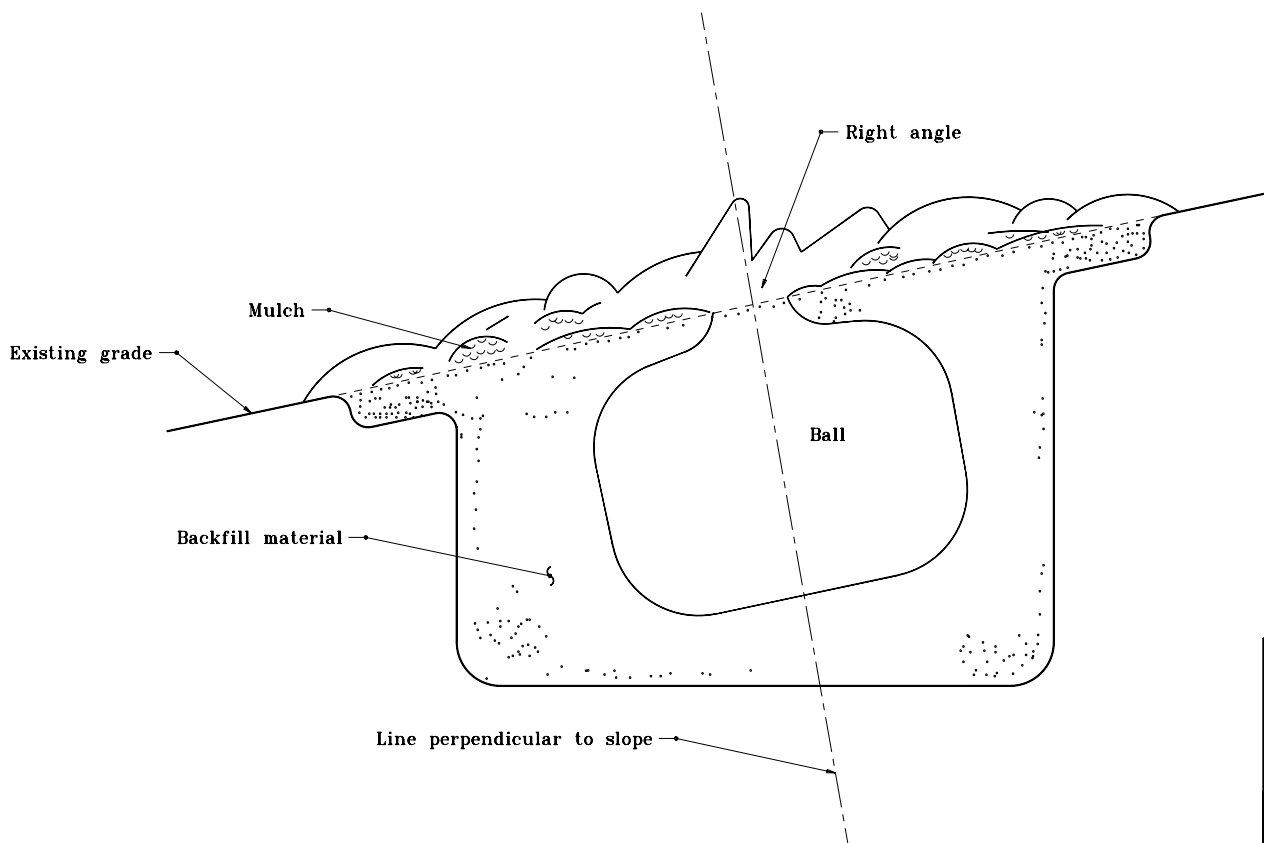 Right angle
Mulch
Existing grade
Ball
Backfill material
Line perpendicular to slope